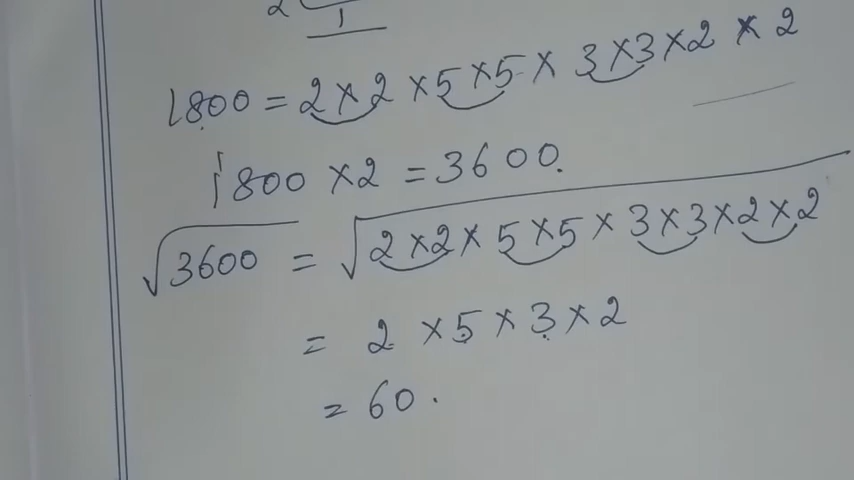 2
1
1800 = 2 × 2 × 5 × 5 × 3 × 3 × 2 × 2
1800 × 2 = 3600.
√3600 = √2 × 2 × 5 × 5 × 3 × 3 × 2 × 2
= 2 × 5 × 3 × 2
= 60.